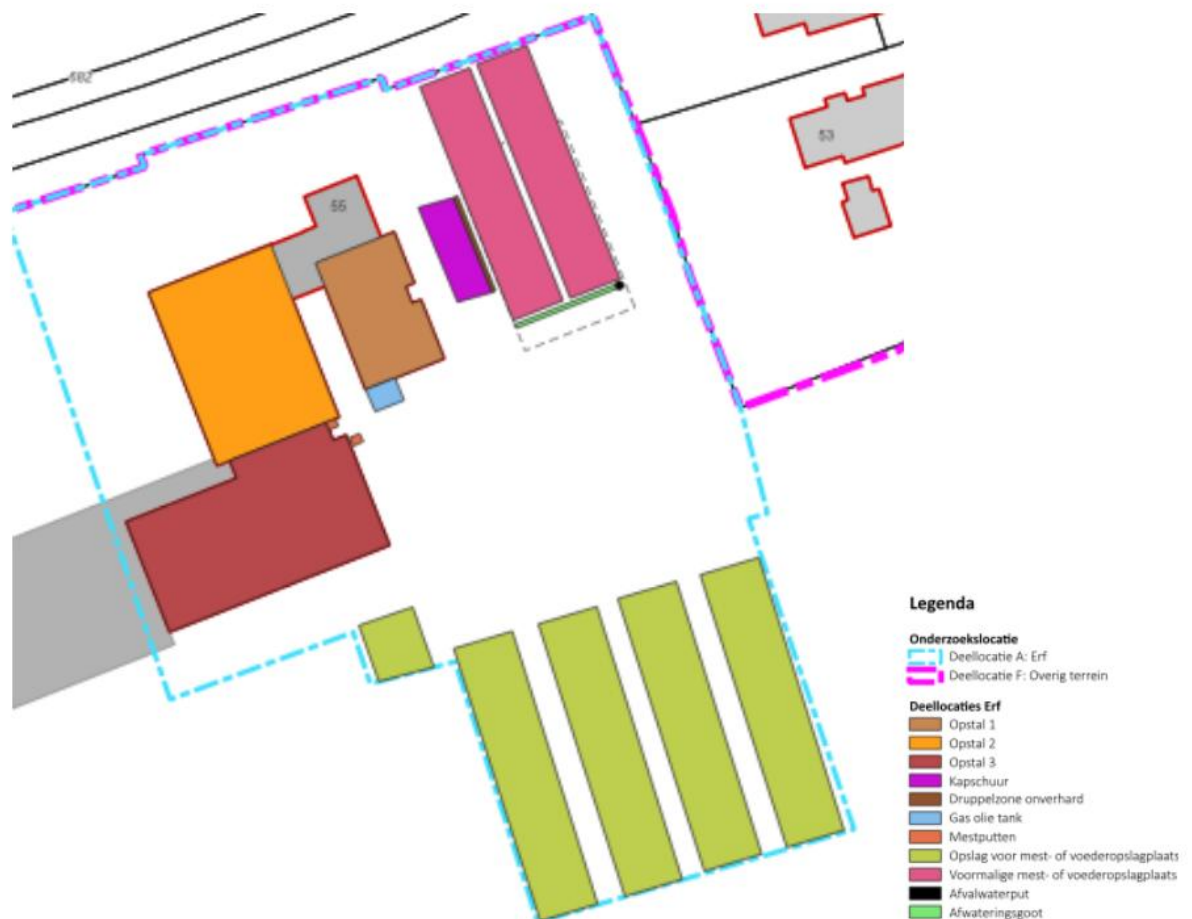 682
55
53
Legenda
Onderzoekslocatie
Deellocatie A: Erf
Deellocatie F: Overig terrein
Deellocaties Erf
Opstal 1
Opstal 2
Opstal 3
Kapschuur
Druppelzone onverhard
Gas olie tank
Mestputten
Opslag voor mest- of voederopslagplaats
Voormalige mest- of voederopslagplaats
Afvalwaterput
Afwateringsgoot